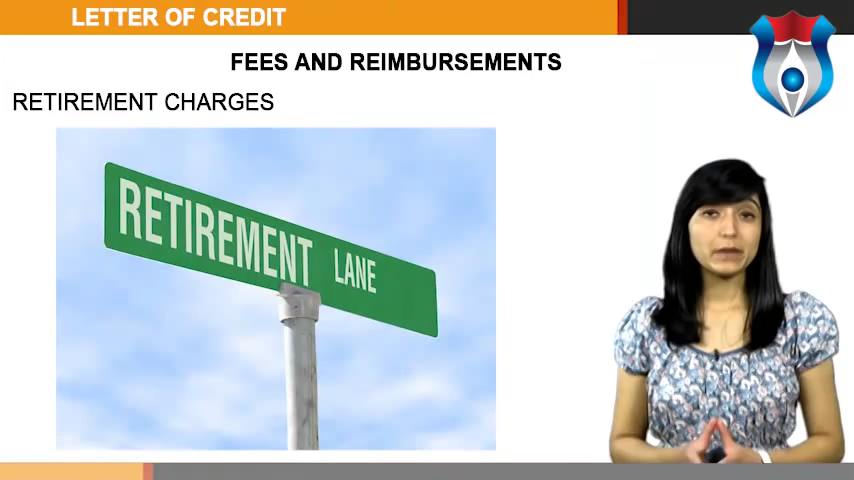 LETTER OF CREDIT
FEES AND REIMBURSEMENTS
RETIREMENT CHARGES
RETIREMENT LANE